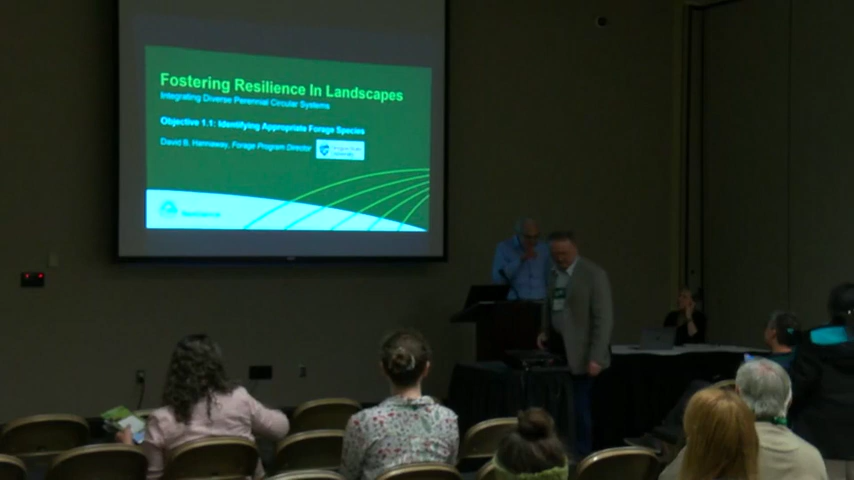 Fostering Resilience In Landscapes
Integrating Diverse Perennial Circular Systems
Objective 1.1: Identifying Appropriate Forage Species
David B. Hannaway, Forage Program Director